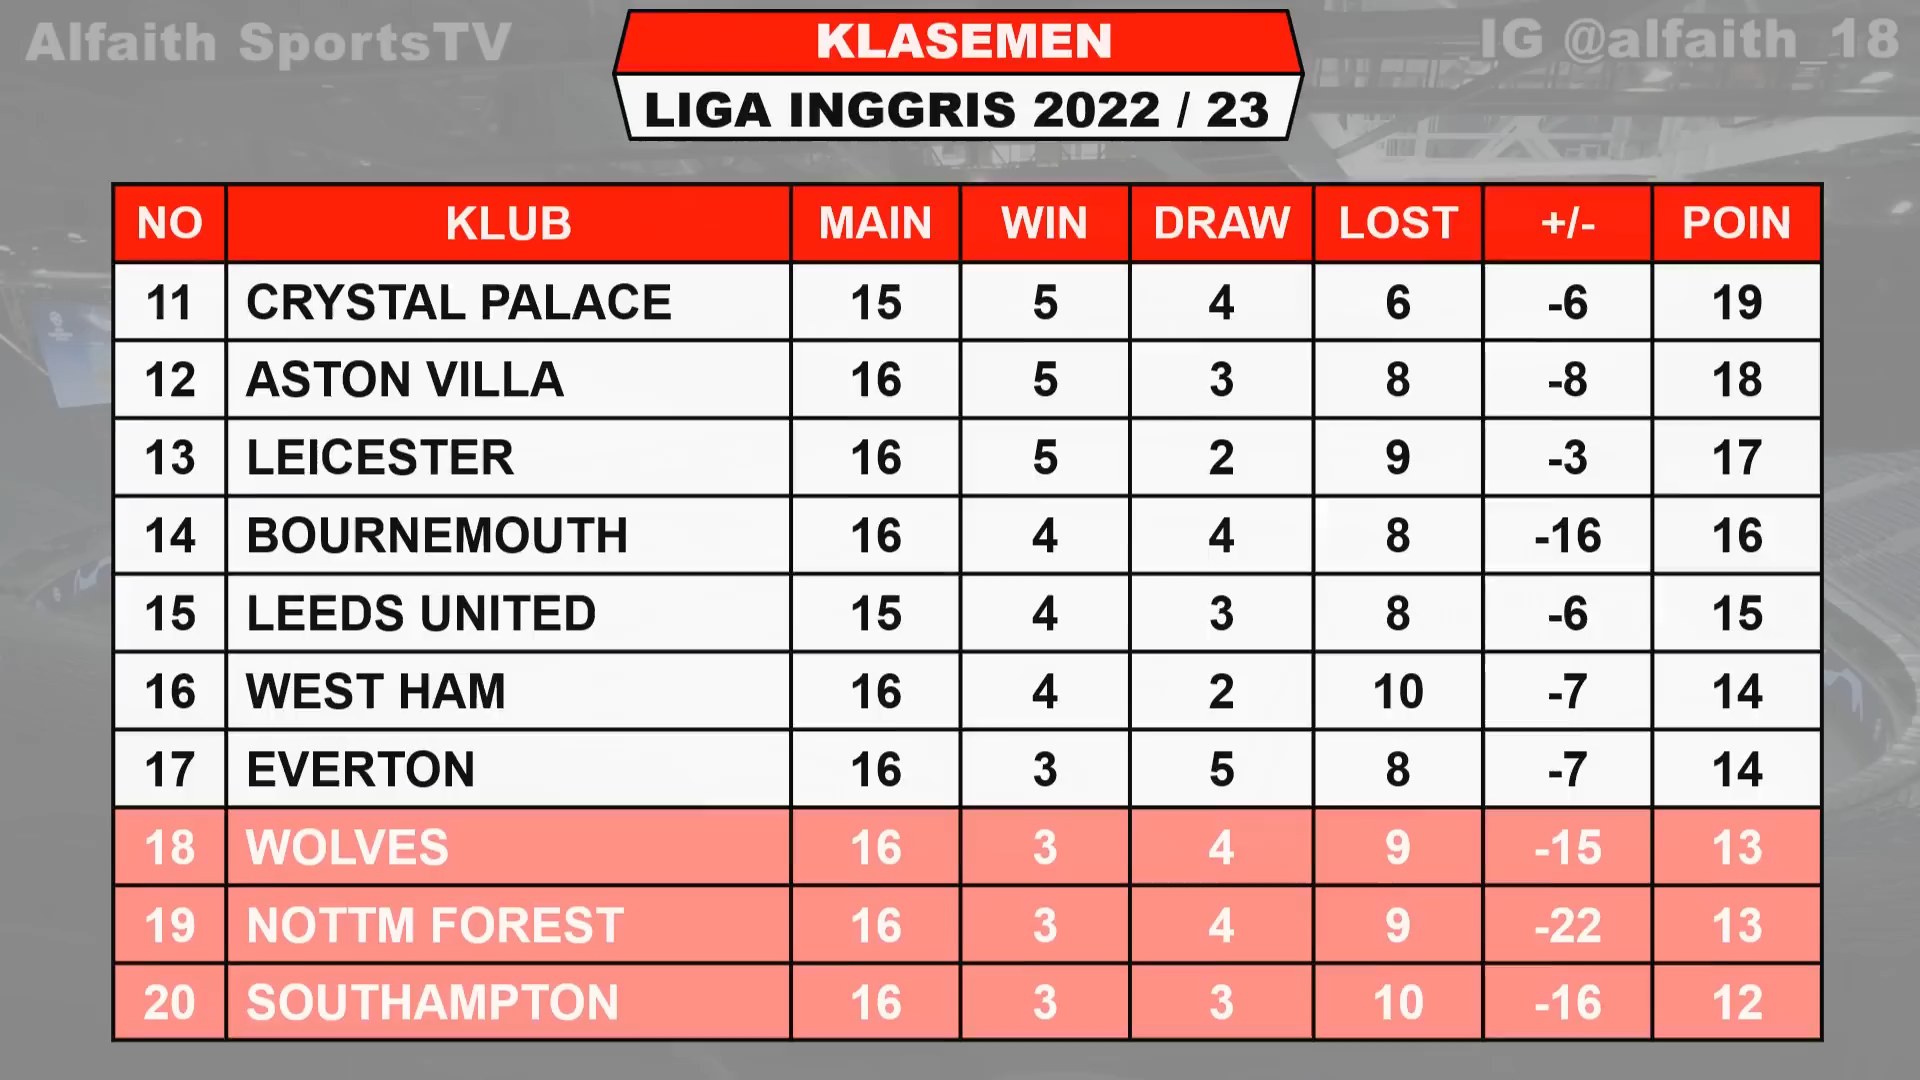 Alfaith SportsTV
KLASEMEN
IG @alfaith_18
LIGA INGGRIS 2022 / 23
NO KLUB MAIN WIN DRAW LOST +/- POIN
11 CRYSTAL PALACE 15 5 4 6 -6 19
12 ASTON VILLA 16 5 3 8 -8 18
13 LEICESTER 16 5 2 9 -3 17
14 BOURNEMOUTH 16 4 4 8 -16 16
15 LEEDS UNITED 15 4 3 8 -6 15
16 WEST HAM 16 4 2 10 -7 14
17 EVERTON 16 3 5 8 -7 14
18 WOLVES 16 3 4 9 -15 13
19 NOTTM FOREST 16 3 4 9 -22 13
20 SOUTHAMPTON 16 3 3 10 -16 12